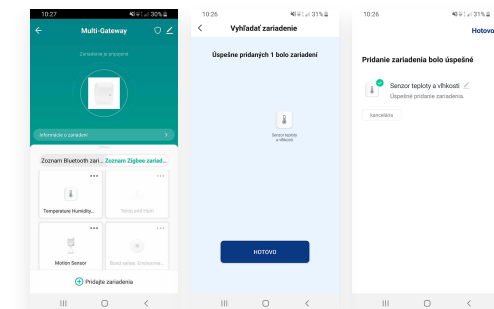 10:27
30%
Multi-Gateway
Zariadenie je pripojené
Informácie o zariadení
Zoznam Bluetooth zari...
Zoznam Zigbee zariad...
Temperature Humidity...
Temp and Hum
Motion Sensor
Pridajte zariadenia
10:26
31%
Vyhľadať zariadenie
Úspešne pridaných 1 bolo zariadení
Senzor teploty
a vlhkosti
HOTOVO
10:26
31%
Hotovo
Pridanie zariadenia bolo úspešné
Senzor teploty a vlhkosti
Úspešné pridanie zariadenia.
kancelária